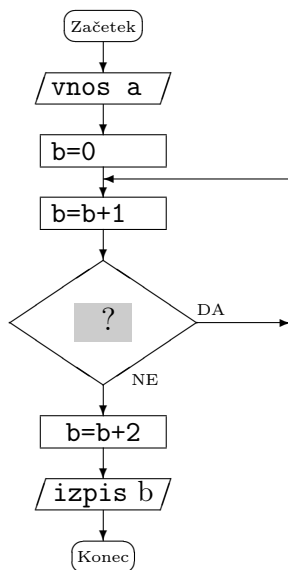 Začetek
vnos a
b=0
b=b+1
?
DA
NE
b=b+2
izpis b
Konec